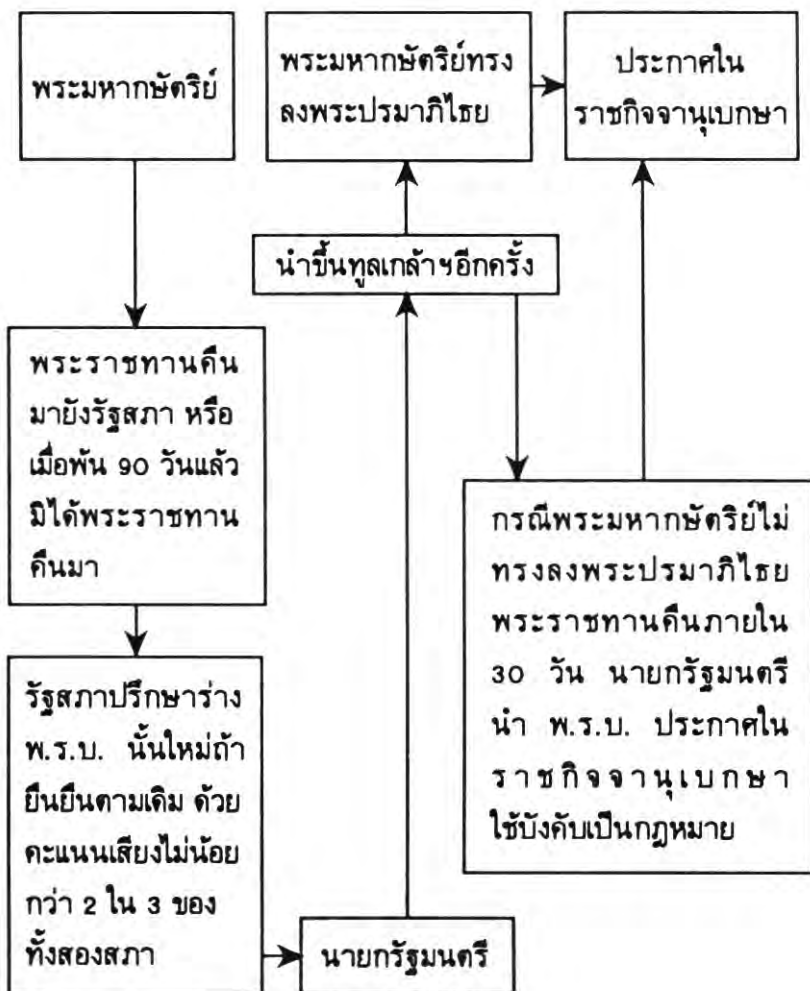 พระมหากษัตริย์
พระมหากษัตริย์ทรง
ลงพระปรมาภิไธย
ประกาศใน
ราชกิจจานุเบกษา
นำขึ้นทูลเกล้าฯอีกครั้ง
พระราชทานคืน
มายังรัฐสภา หรือ
เมื่อพ้น 90 วันแล้ว
มิได้พระราชทาน
คืนมา
กรณีพระมหากษัตริย์ไม่
ทรงลงพระปรมาภิไธย
พระราชทานคืนภายใน
30 วัน นายกรัฐมนตรี
นำ พ.ร.บ. ประกาศใน
ราชกิจจานุเบกษา
ใช้บังคับเป็นกฎหมาย
รัฐสภาปรึกษาร่าง
พ.ร.บ. นั้นใหม่ถ้า
ยืนยืนตามเดิม ด้วย
คะแนนเสียงไม่น้อย
กว่า 2 ใน 3 ของ
ทั้งสองสภา
นายกรัฐมนตรี